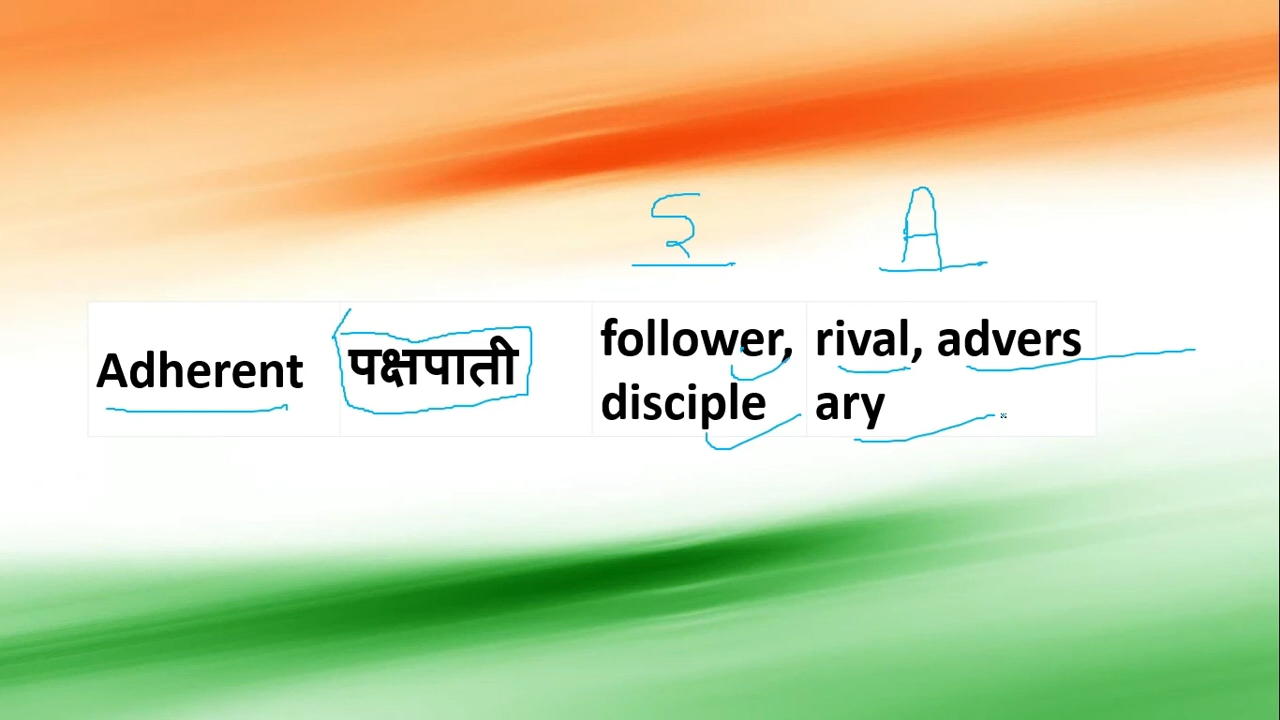 S A
Adherent पक्षपाती follower, rival, advers
disciple ary